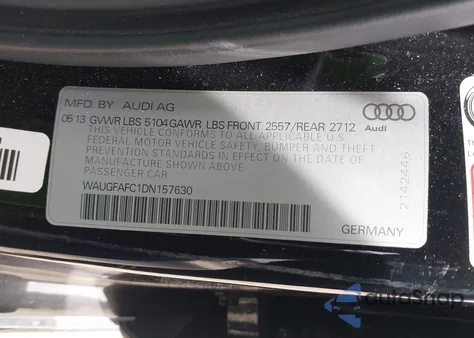 MFD. BY AUDI AG
06 13 GVWR LBS 5104 GAWR LBS FRONT 2557/REAR 2712
THIS VEHICLE CONFORMS TO ALL APPLICABLE U.S.
FEDERAL MOTOR VEHICLE SAFETY, BUMPER AND THEFT
PREVENTION STANDARDS IN EFFECT ON THE DATE OF
MANUFACTURE SHOWN ABOVE
PASSENGER CAR
WAUGFAFC1DN157630
Audi
2142446
GERMANY
autoSnap